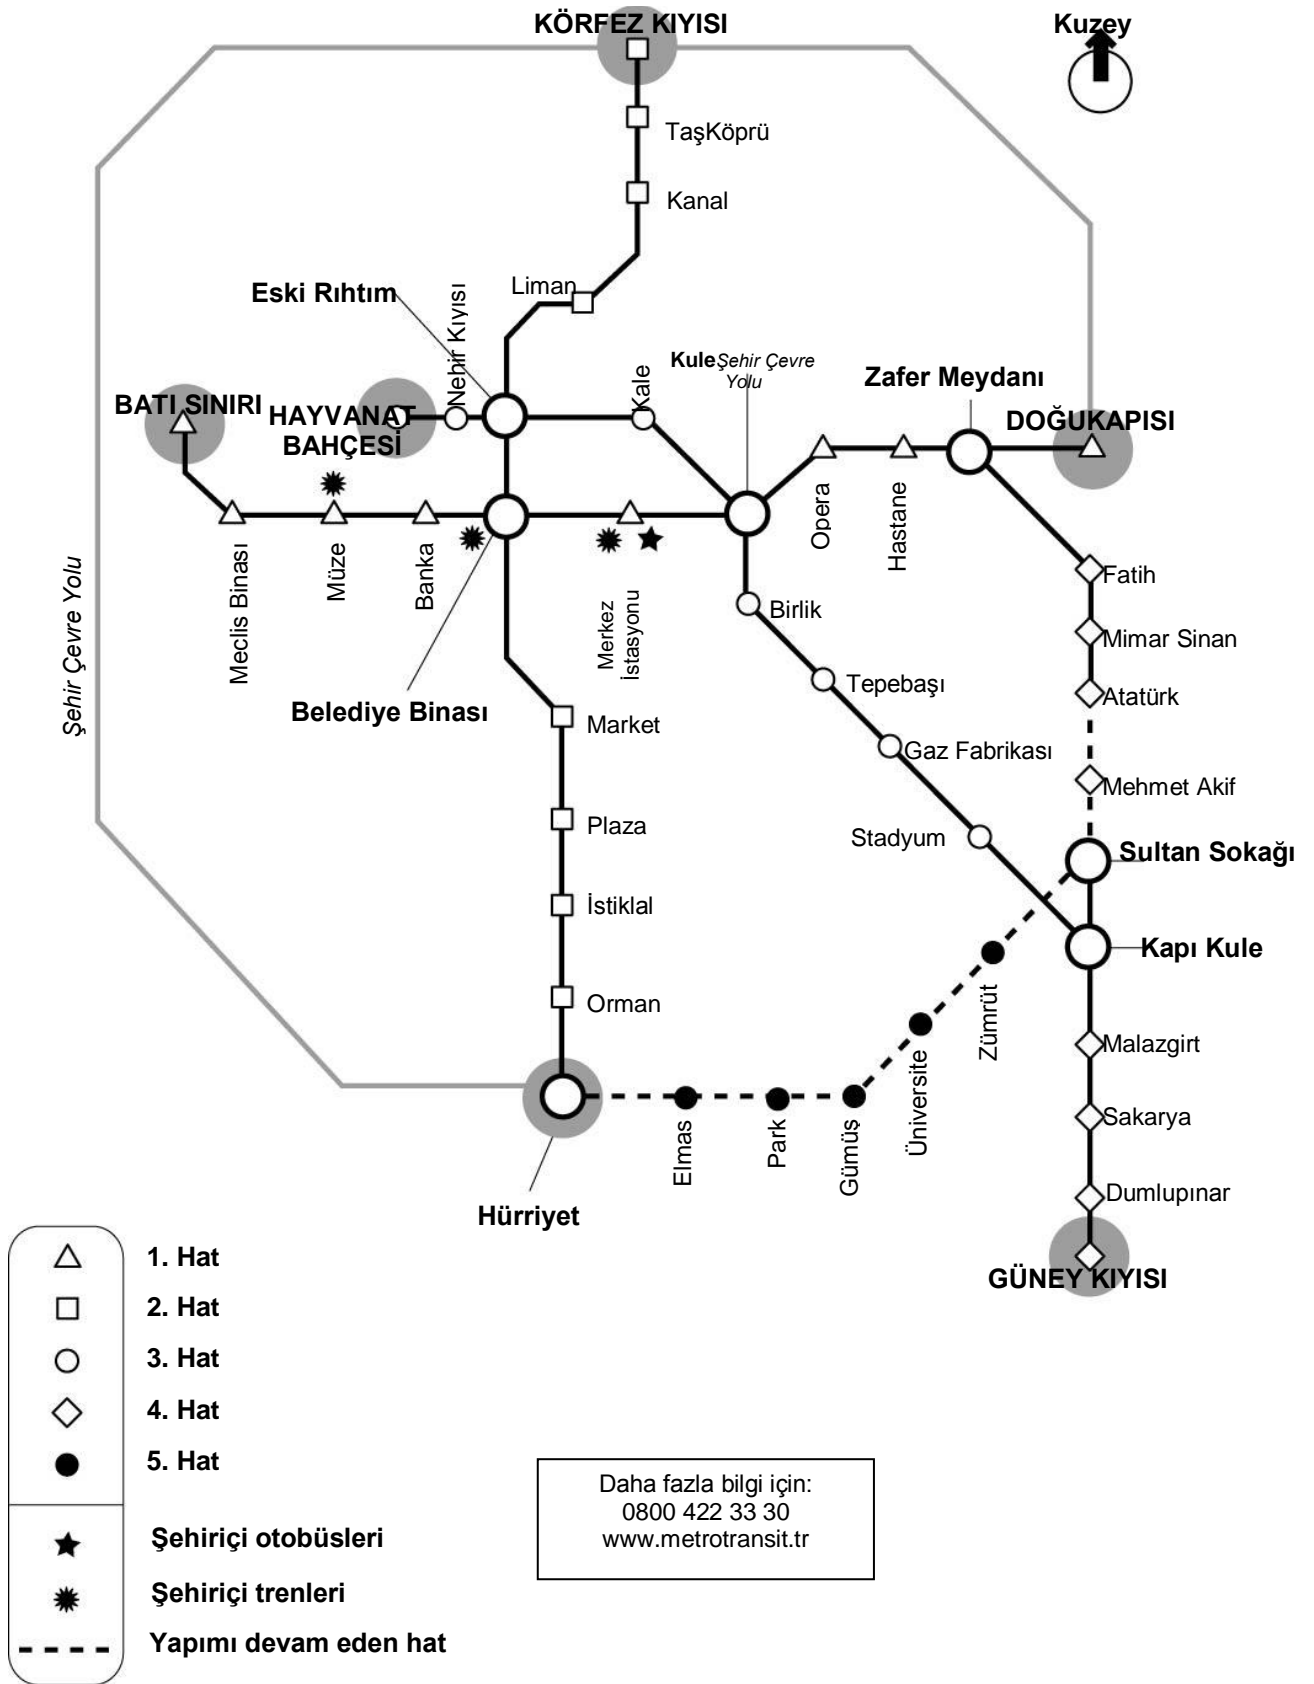 KÖRFEZ KIYISI
Kuzey
TaşKöprü
Kanal
Liman
Eski Rıhtım
Nehir Kıyısı
Kale
Kule Şehir Çevre
Yolu
Zafer Meydanı
BATI SINIRI
HAYVANAT
BAHÇESİ
DOĞUKAPISI
Meclis Binası
Müze
Banka
Merkez
İstasyonu
Opera
Hastane
Fatih
Mimar Sinan
Atatürk
Mehmet Akif
Birlik
Tepebaşı
Gaz Fabrikası
Stadyum
Şehir Çevre Yolu
Belediye Binası
Market
Plaza
İstiklal
Orman
Sultan Sokağı
Kapı Kule
Zümrüt
Üniversite
Gümüş
Park
Elmas
Malazgirt
Sakarya
Dumlupınar
Hürriyet
GÜNEY KIYISI
1. Hat
2. Hat
3. Hat
4. Hat
5. Hat
Şehiriçi otobüsleri
Şehiriçi trenleri
Yapımı devam eden hat
Daha fazla bilgi için:
0800 422 33 30
www.metrotransit.tr